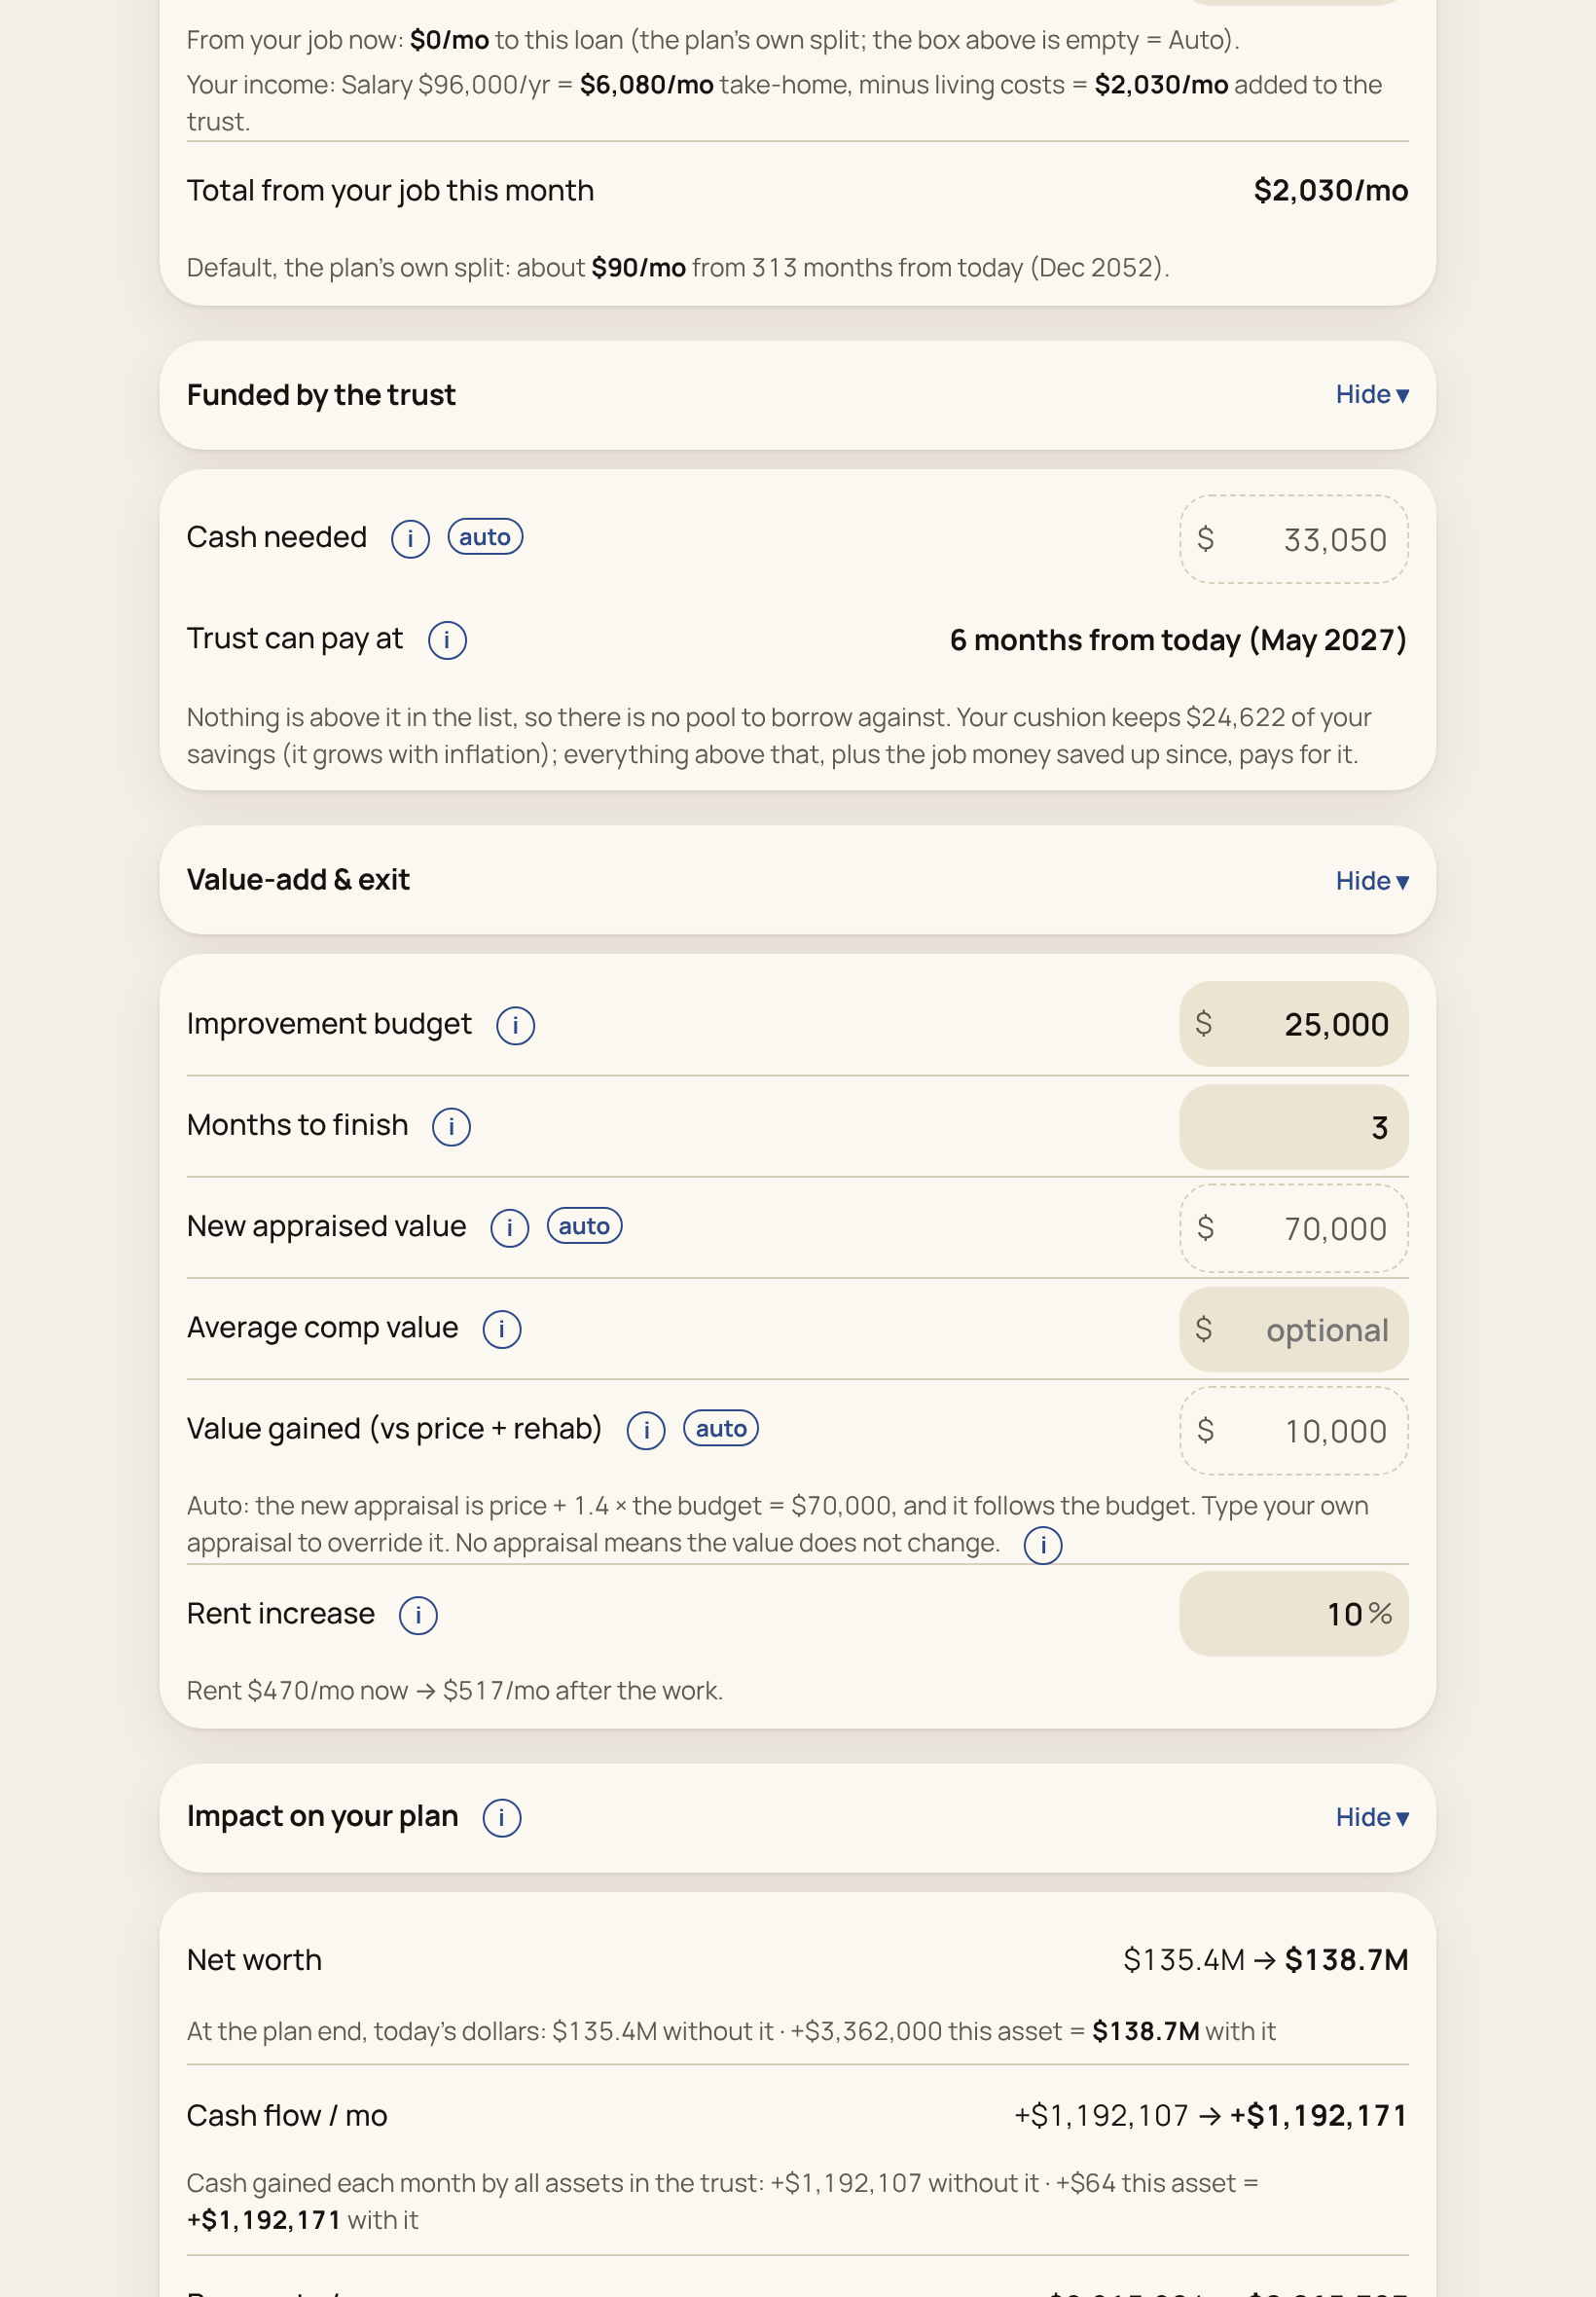 From your job now: $0/mo to this loan (the plan's own split; the box above is empty = Auto).
Your income: Salary $96,000/yr = $6,080/mo take-home, minus living costs = $2,030/mo added to the
trust.
Total from your job this month $2,030/mo
Default, the plan's own split: about $90/mo from 313 months from today (Dec 2052).
Funded by the trust Hide ▾
Cash needed i auto $ 33,050
Trust can pay at i 6 months from today (May 2027)
Nothing is above it in the list, so there is no pool to borrow against. Your cushion keeps $24,622 of your
savings (it grows with inflation); everything above that, plus the job money saved up since, pays for it.
Value-add & exit Hide ▾
Improvement budget i $ 25,000
Months to finish i 3
New appraised value i auto $ 70,000
Average comp value i $ optional
Value gained (vs price + rehab) i auto $ 10,000
Auto: the new appraisal is price + 1.4 × the budget = $70,000, and it follows the budget. Type your own
appraisal to override it. No appraisal means the value does not change. i
Rent increase i 10 %
Rent $470/mo now → $517/mo after the work.
Impact on your plan i Hide ▾
Net worth $135.4M → $138.7M
At the plan end, today's dollars: $135.4M without it · +$3,362,000 this asset = $138.7M with it
Cash flow / mo +$1,192,107 → +$1,192,171
Cash gained each month by all assets in the trust: +$1,192,107 without it · +$64 this asset =
+$1,192,171 with it